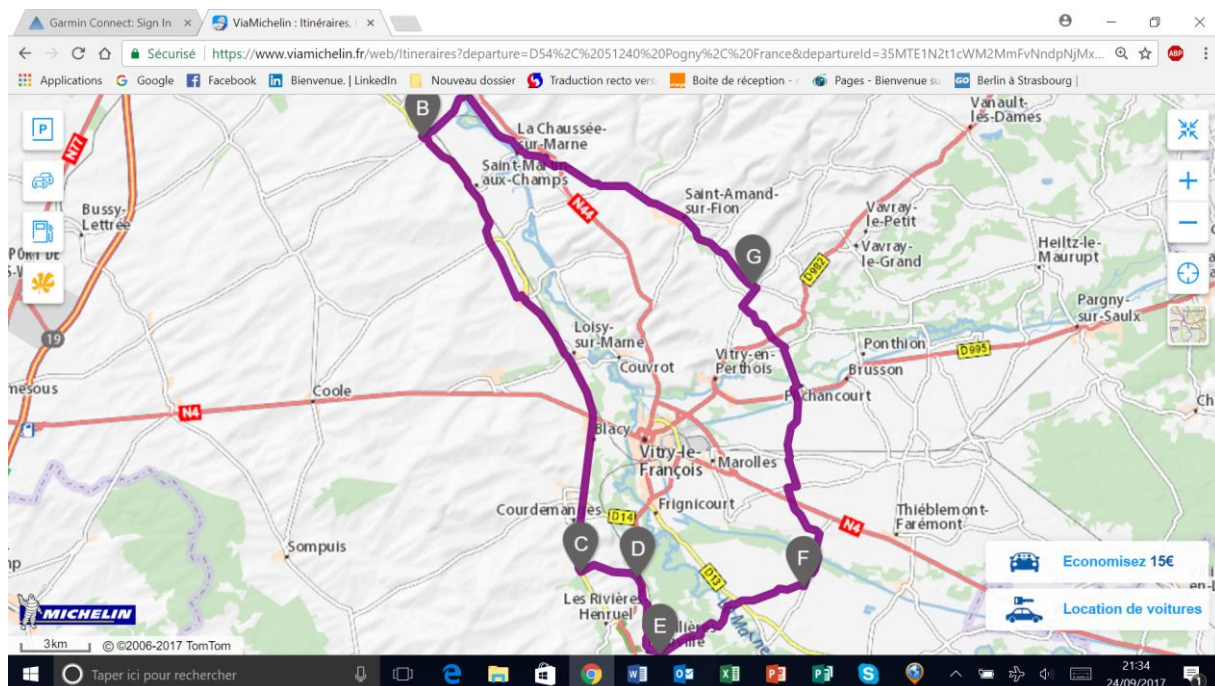 Garmin Connect: Sign In
ViaMichelin : Itinéraires,
Sécurisé
https://www.viamichelin.fr/web/Itineraires?departure=D54%2C%2051240%20Pogny%2C%20France&departureId=35MTE1N2t1cWM2MmFvNndpNjMx...
ABP
Applications Google Facebook Bienvenue. | LinkedIn Nouveau dossier Traduction recto vers Boite de réception - Pages - Bienvenue su GO Berlin à Strasbourg |
P
B
N77
Vanault-
les-Dames
La Chaussée-
sur-Marne
Saint-Martin
aux-Champs
N44
Saint-Amand-
sur-Fion
Bussy-
Lettrée
Vavray-
le-Petit
Vavray-
le-Grand
Heiltz-le-
Maurupt
G
D982
Pargny-
sur-Saulx
19
Loisy-
sur-Marne
Couvrot
Vitry-en-
Perthois
Ponthion
D995
Brusson
Coole
N4
Blacy
Vitry-le-
François
Marolles
Frignicourt
D14
N4
Thiéblemont-
Farémont
Sompuis
C
D
F
D13
Les Rivières
Henruel
E
Economisez 15€
Location de voitures
MICHELIN
3km
© ©2006-2017 TomTom
Taper ici pour rechercher
21:34
24/09/2017